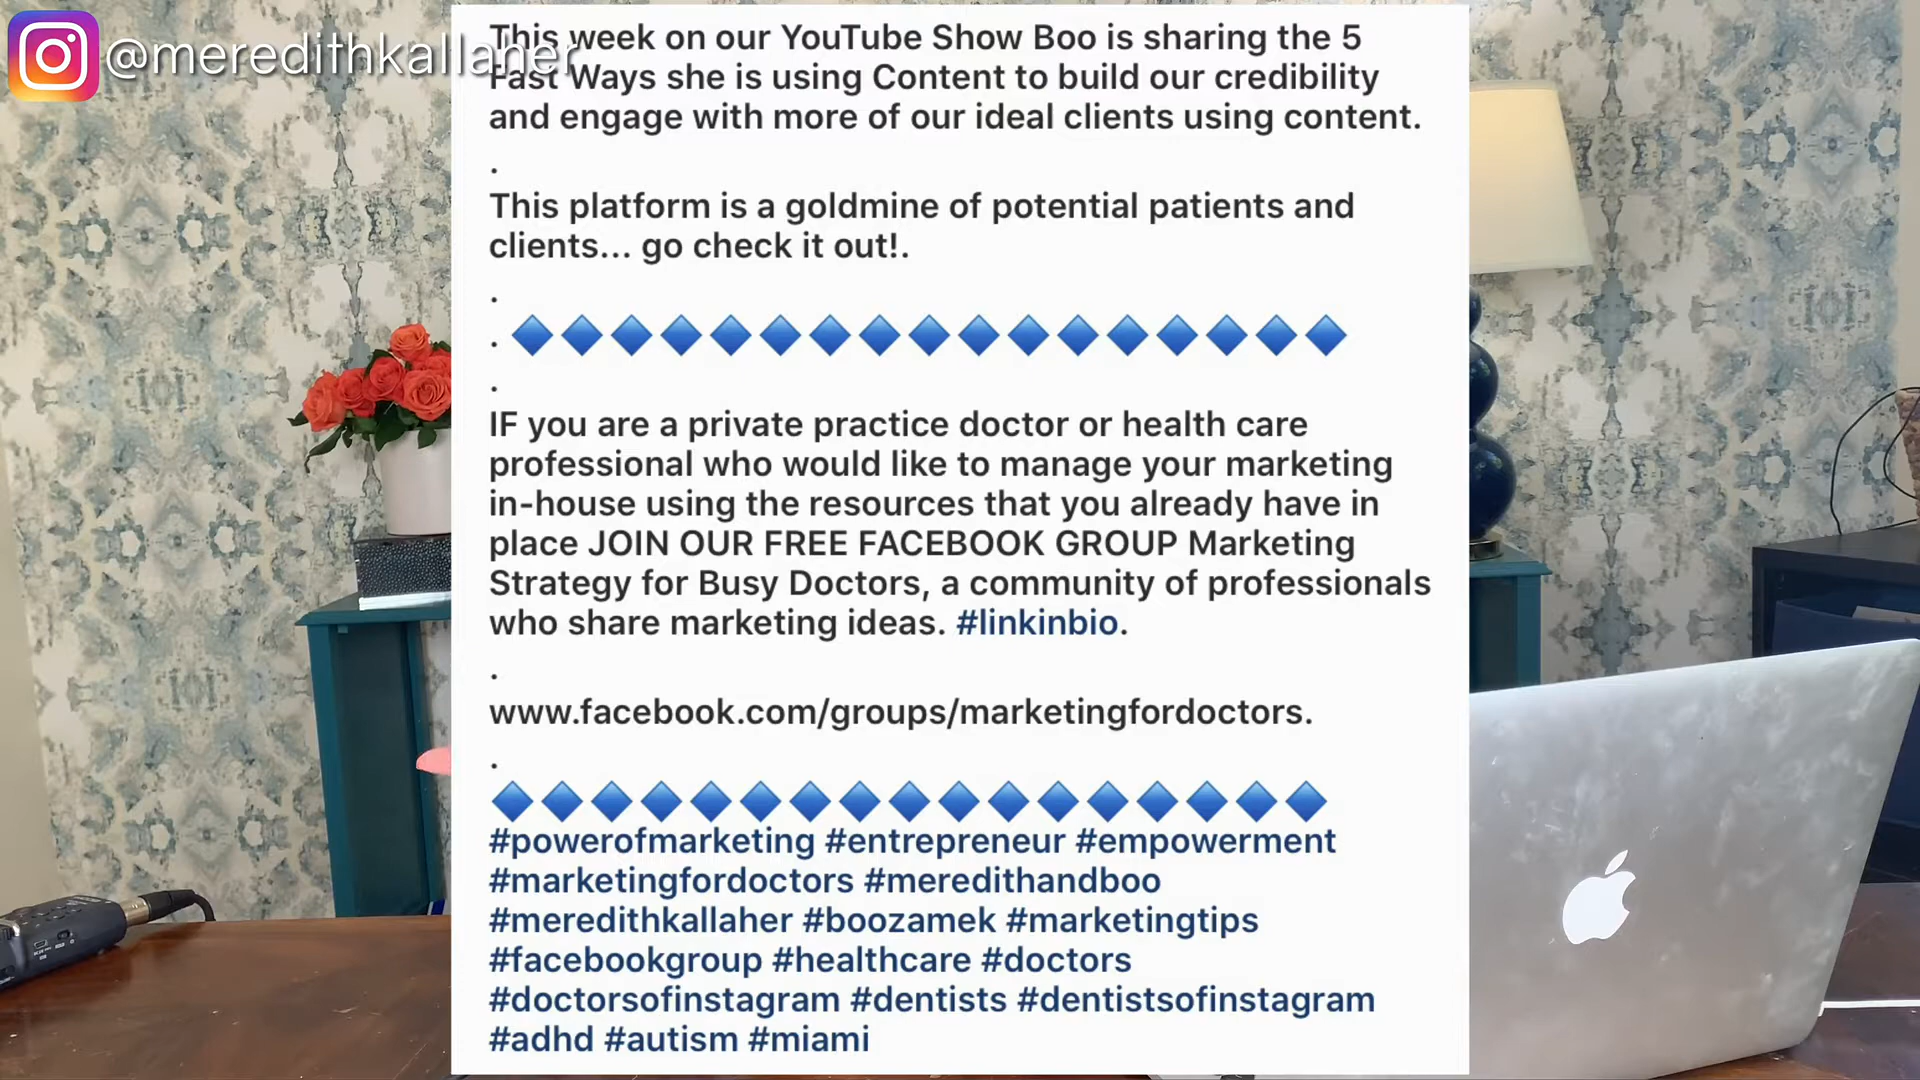 @meredithkallaher
This week on our YouTube Show Boo is sharing the 5
Fast Ways she is using Content to build our credibility
and engage with more of our ideal clients using content.
.
This platform is a goldmine of potential patients and
clients... go check it out!.
.
. 🔷🔷🔷🔷🔷🔷🔷🔷🔷🔷🔷🔷🔷🔷🔷🔷🔷
.
IF you are a private practice doctor or health care
professional who would like to manage your marketing
in-house using the resources that you already have in
place JOIN OUR FREE FACEBOOK GROUP Marketing
Strategy for Busy Doctors, a community of professionals
who share marketing ideas. #linkinbio.
.
www.facebook.com/groups/marketingfordoctors.
.
🔷🔷🔷🔷🔷🔷🔷🔷🔷🔷🔷🔷🔷🔷🔷🔷🔷
#powerofmarketing #entrepreneur #empowerment
#marketingfordoctors #meredithandboo
#meredithkallaher #boozamek #marketingtips
#facebookgroup #healthcare #doctors
#doctorsofinstagram #dentists #dentistsofinstagram
#adhd #autism #miami